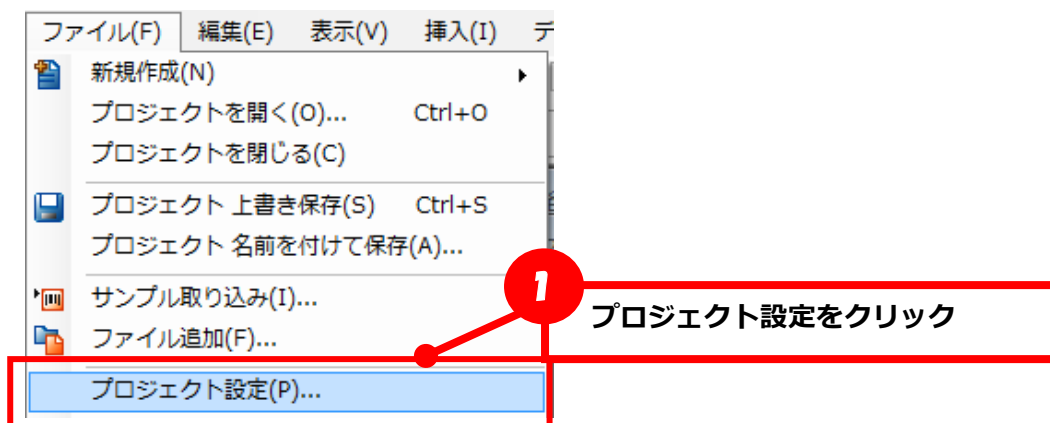 ファイル(F) 編集(E) 表示(V) 挿入(I) デ
新規作成(N)
プロジェクトを開く(O)... Ctrl+O
プロジェクトを閉じる(C)
プロジェクト 上書き保存(S) Ctrl+S
プロジェクト 名前を付けて保存(A)...
サンプル取り込み(I)...
ファイル追加(F)...
プロジェクト設定(P)...
1
プロジェクト設定をクリック